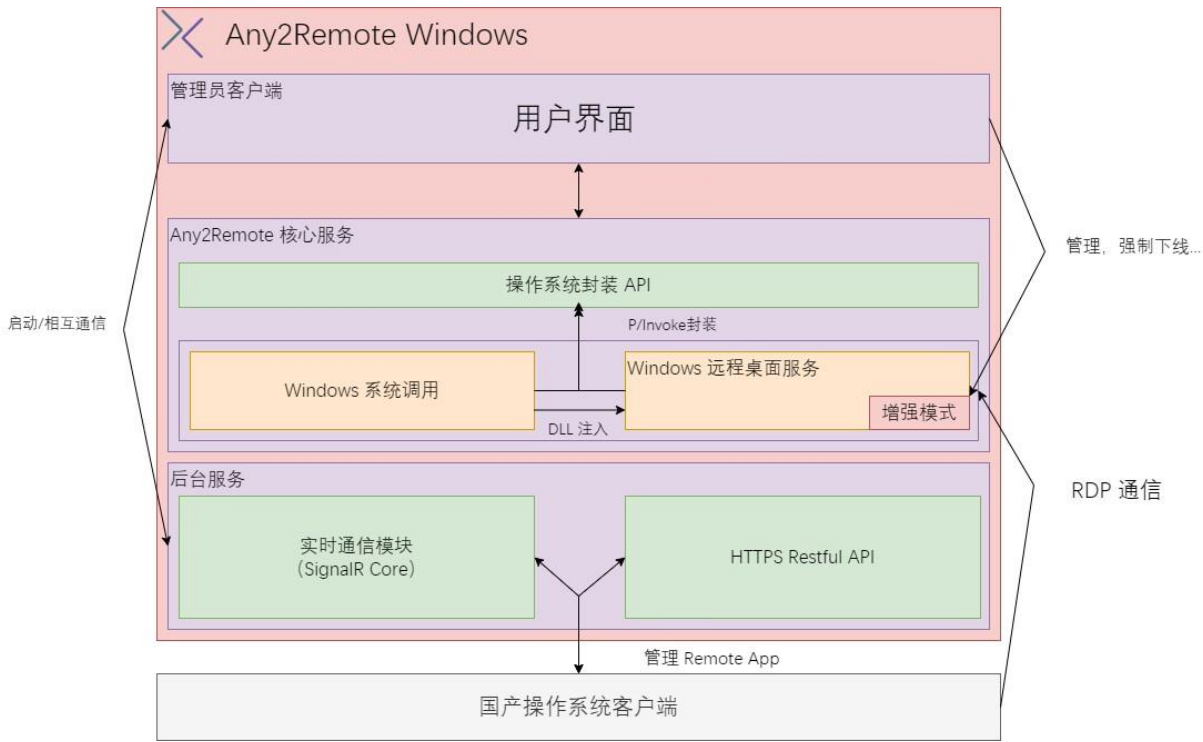 Any2Remote Windows
管理员客户端
用户界面
管理，强制下线...
Any2Remote 核心服务
操作系统封装 API
启动/相互通信
P/Invoke封装
Windows 系统调用
Windows 远程桌面服务
增强模式
DLL 注入
后台服务
RDP 通信
实时通信模块
（SignalR Core）
HTTPS Restful API
管理 Remote App
国产操作系统客户端